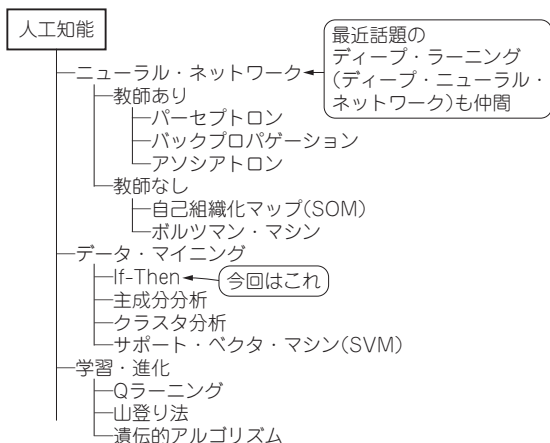 人工知能
最近話題の
ディープ・ラーニング
(ディープ・ニューラル・
ネットワーク)も仲間
ニューラル・ネットワーク
教師あり
パーセプトロン
バックプロパゲーション
アソシアトロン
教師なし
自己組織化マップ(SOM)
ボルツマン・マシン
データ・マイニング
If-Then
今回はこれ
主成分分析
クラスタ分析
サポート・ベクタ・マシン(SVM)
学習・進化
Qラーニング
山登り法
遺伝的アルゴリズム